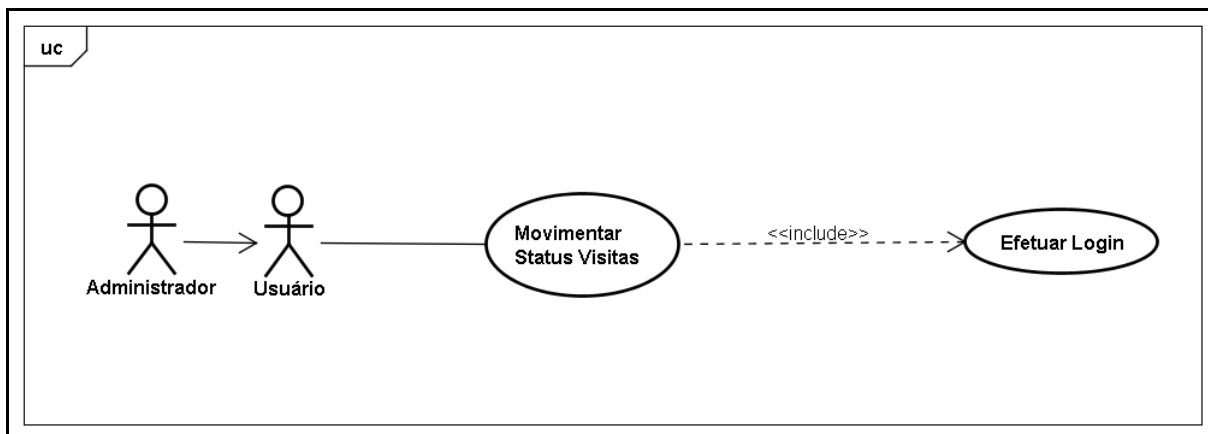 uc
Administrador
Usuário
Movimentar
Status Visitas
<<include>>
Efetuar Login